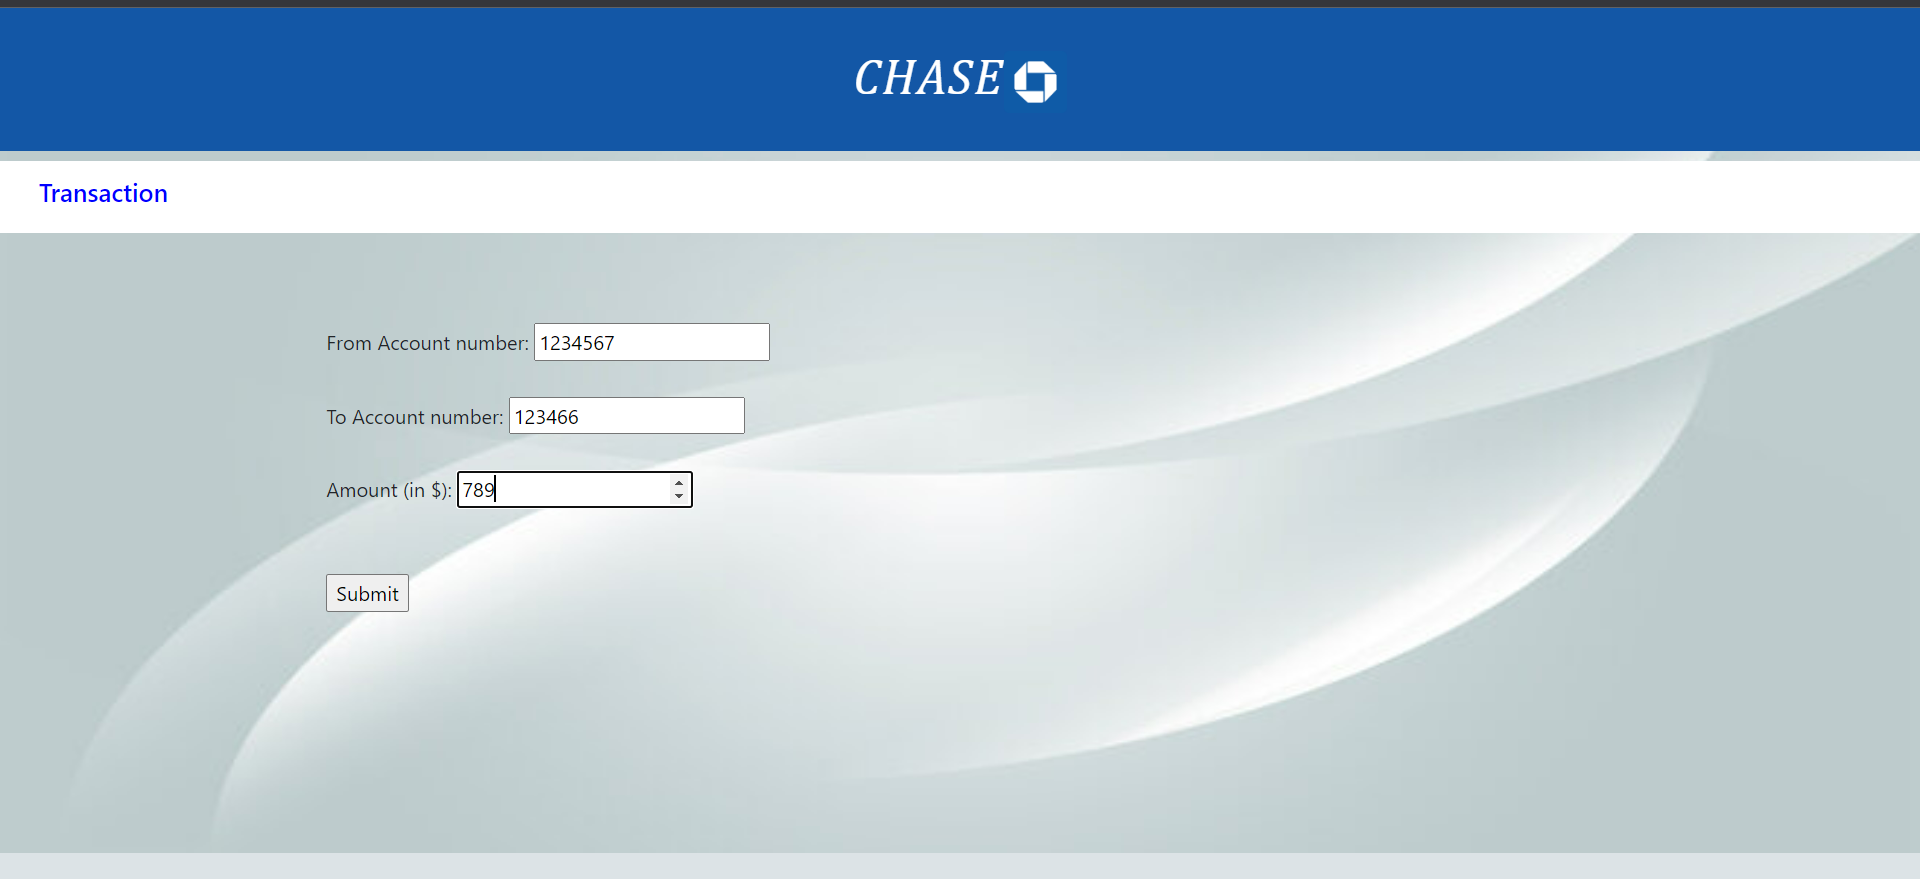 CHASE
Transaction
From Account number: 1234567
To Account number: 123466
Amount (in $): 789
Submit